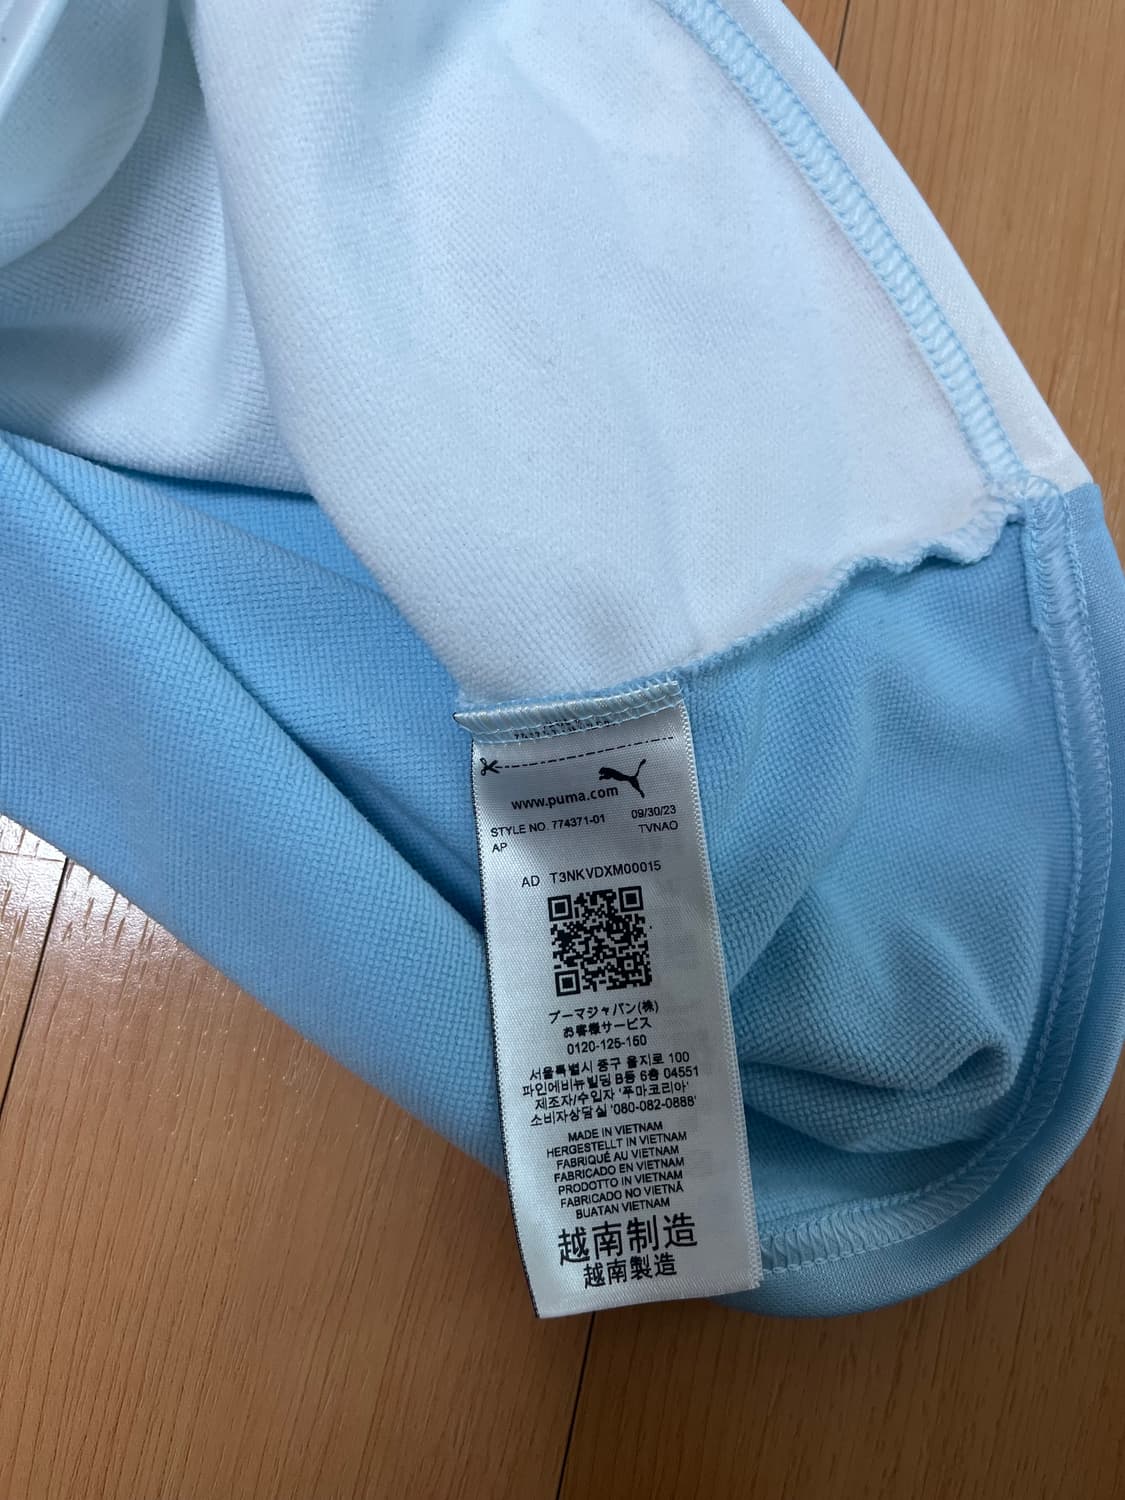 www.puma.com
STYLE NO. 774371-01 09/30/23
AP TVNAO
AD T3NKVDXM00015
プーマジャパン(株)
お客様サービス
0120-125-150
서울특별시 중구 을지로 100
파인에비뉴빌딩 B동 6층 04551
제조자/수입자 '푸마코리아'
소비자상담실 '080-082-0888'
MADE IN VIETNAM
HERGESTELLT IN VIETNAM
FABRIQUÉ AU VIETNAM
FABRICADO EN VIETNAM
PRODOTTO IN VIETNAM
FABRICADO NO VIETNÃ
BUATAN VIETNAM
越南制造
越南製造